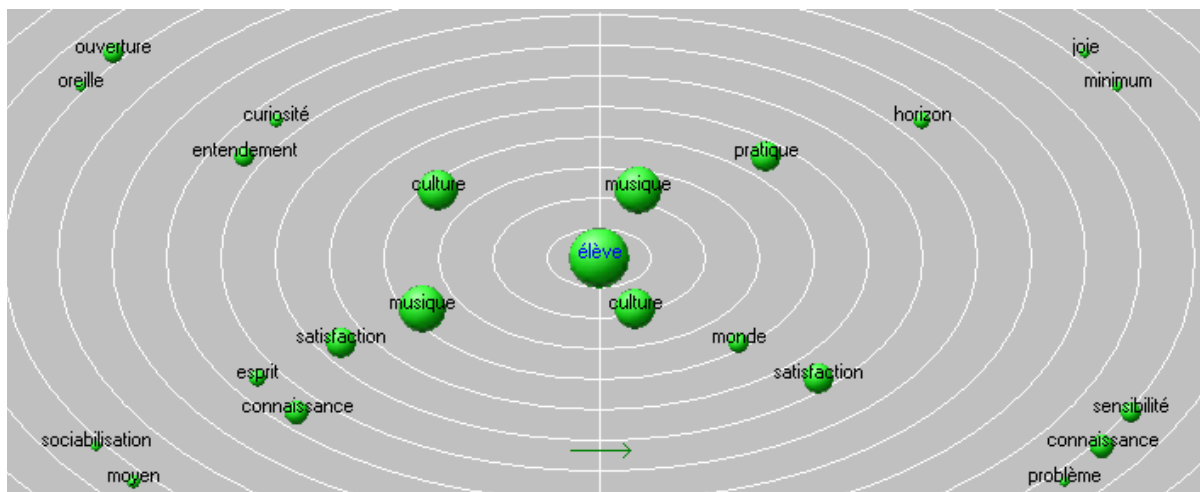 ouverture
joie
oreille
minimum
curiosité
horizon
entendement
pratique
culture
musique
élève
musique
culture
satisfaction
monde
esprit
satisfaction
connaissance
sensibilité
sociabilisation
connaissance
moyen
problème